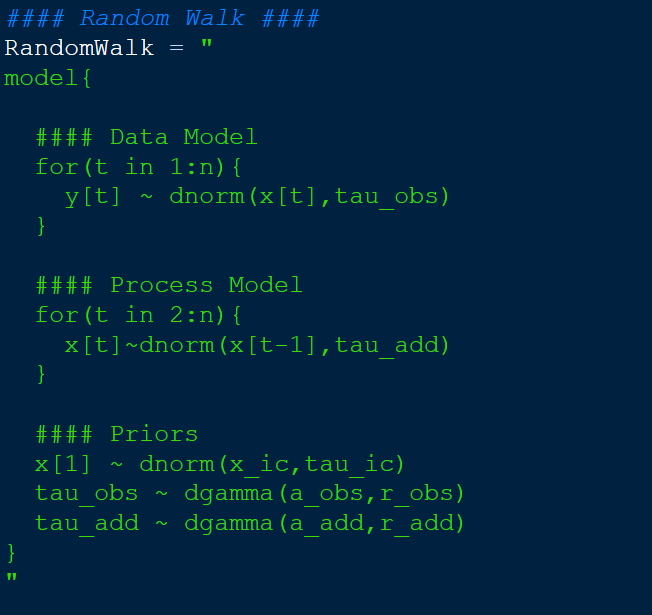 #### Random Walk ####
RandomWalk = "
model{
#### Data Model
for(t in 1:n){
y[t] ~ dnorm(x[t],tau_obs)
}
#### Process Model
for(t in 2:n){
x[t]~dnorm(x[t-1],tau_add)
}
#### Priors
x[1] ~ dnorm(x_ic,tau_ic)
tau_obs ~ dgamma(a_obs,r_obs)
tau_add ~ dgamma(a_add,r_add)
}
"